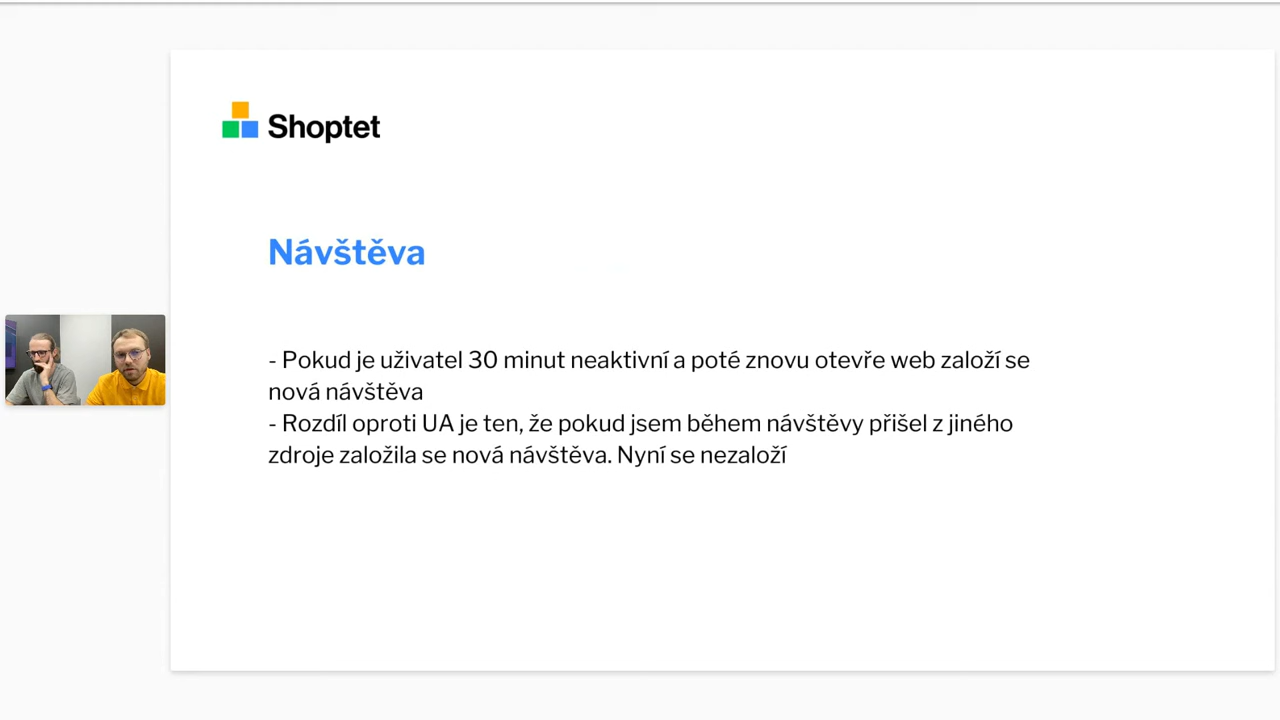 Shoptet
Návštěva
- Pokud je uživatel 30 minut neaktivní a poté znovu otevře web založí se
nová návštěva
- Rozdíl oproti UA je ten, že pokud jsem během návštěvy přišel z jiného
zdroje založila se nová návštěva. Nyní se nezaloží